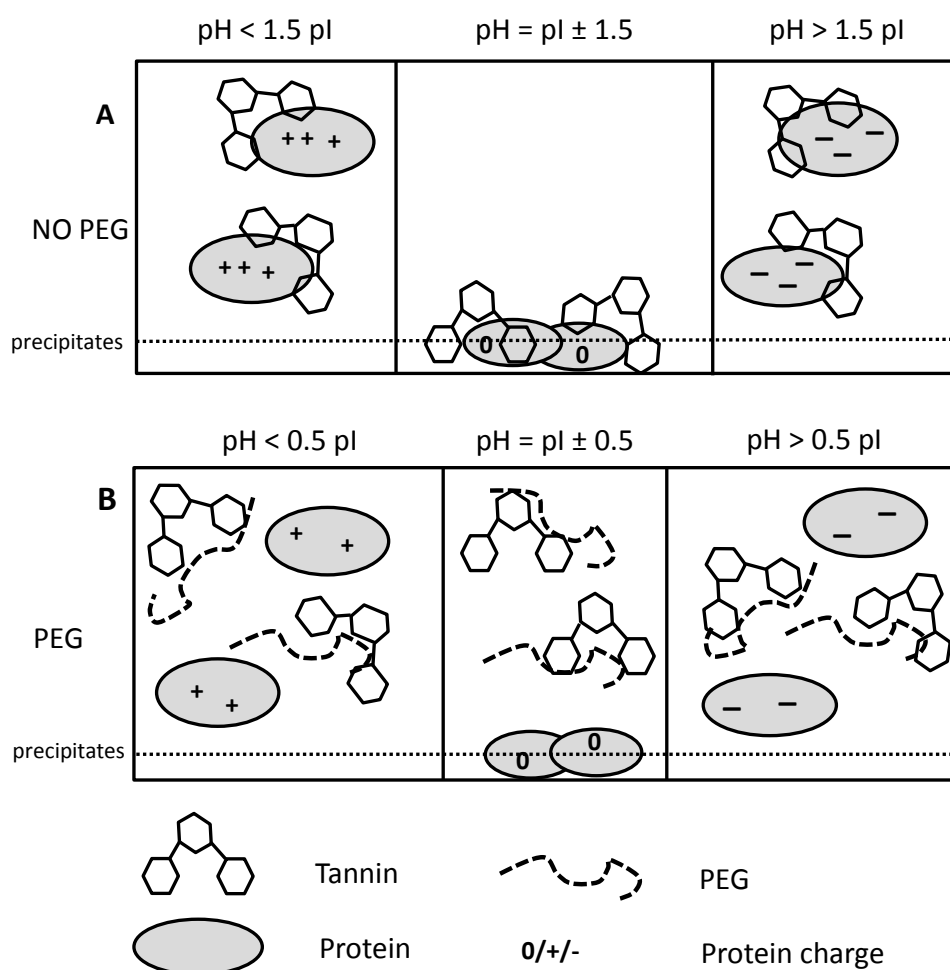 pH < 1.5 pI pH = pI ± 1.5 pH > 1.5 pI
A
++ + − − −
NO PEG
++ + − − −
precipitates
0 0
pH < 0.5 pI pH = pI ± 0.5 pH > 0.5 pI
B
+ + − −
PEG
+ + − −
precipitates
0 0
Tannin PEG
Protein 0/+/- Protein charge